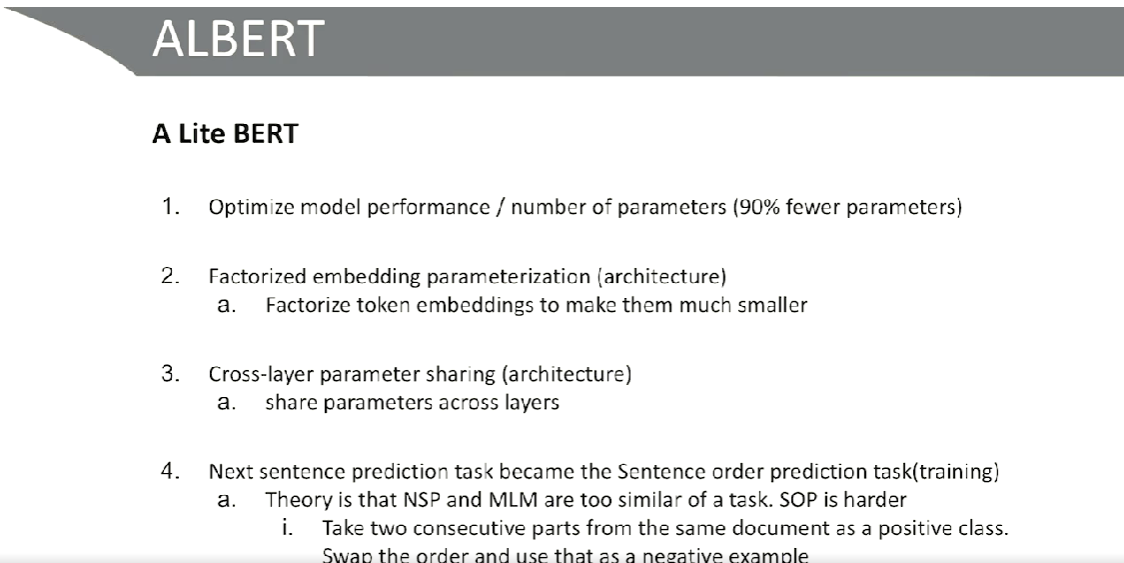 ALBERT
A Lite BERT
1. Optimize model performance / number of parameters (90% fewer parameters)
2. Factorized embedding parameterization (architecture)
a. Factorize token embeddings to make them much smaller
3. Cross-layer parameter sharing (architecture)
a. share parameters across layers
4. Next sentence prediction task became the Sentence order prediction task(training)
a. Theory is that NSP and MLM are too similar of a task. SOP is harder
i. Take two consecutive parts from the same document as a positive class.
Swap the order and use that as a negative example